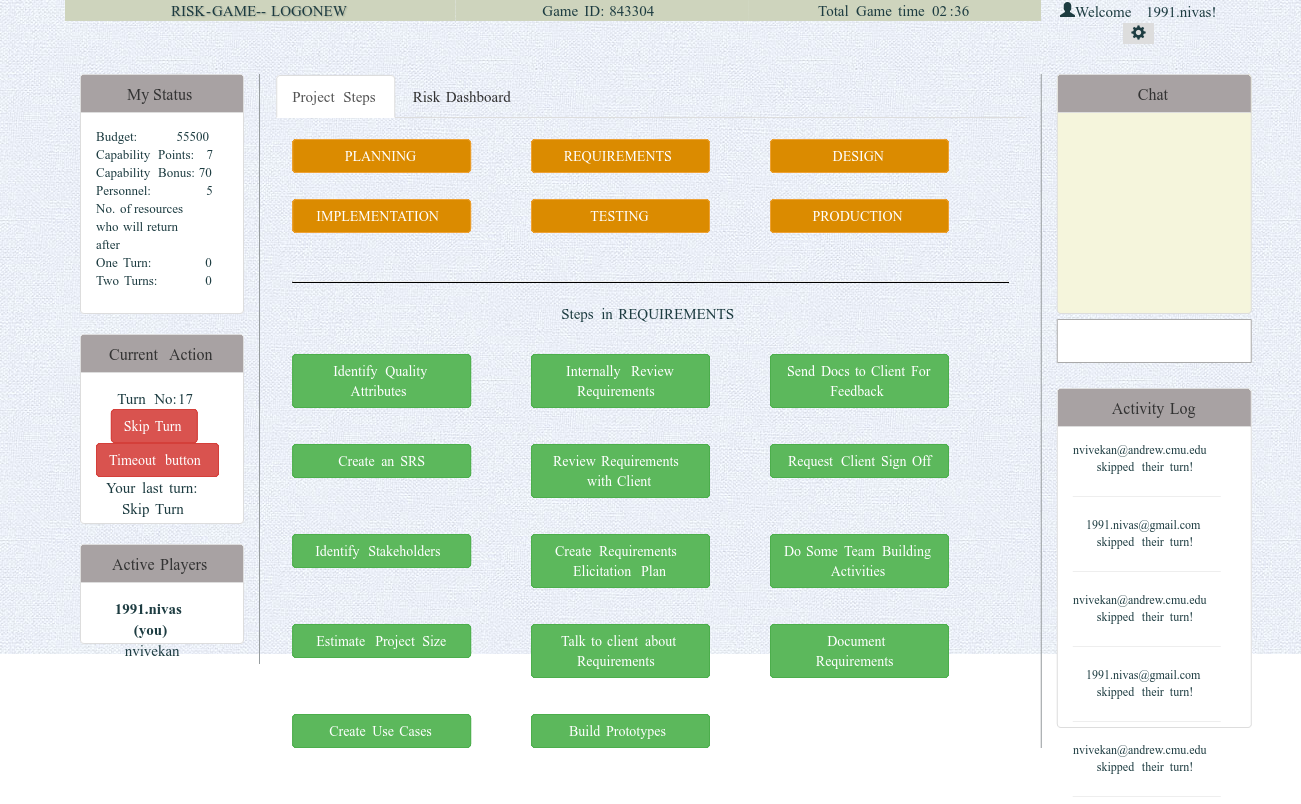 RISK-GAME-- LOGONEW
Game ID: 843304
Total Game time 02:36
Welcome 1991.nivas!
My Status
Budget: 55500
Capability Points: 7
Capability Bonus: 70
Personnel: 5
No. of resources
who will return
after
One Turn: 0
Two Turns: 0
Current Action
Turn No:17
Skip Turn
Timeout button
Your last turn:
Skip Turn
Active Players
1991.nivas
(you)
nvivekan
Project Steps
Risk Dashboard
PLANNING
REQUIREMENTS
DESIGN
IMPLEMENTATION
TESTING
PRODUCTION
Steps in REQUIREMENTS
Identify Quality
Attributes
Internally Review
Requirements
Send Docs to Client For
Feedback
Create an SRS
Review Requirements
with Client
Request Client Sign Off
Identify Stakeholders
Create Requirements
Elicitation Plan
Do Some Team Building
Activities
Estimate Project Size
Talk to client about
Requirements
Document
Requirements
Create Use Cases
Build Prototypes
Chat
Activity Log
nvivekan@andrew.cmu.edu
skipped their turn!
1991.nivas@gmail.com
skipped their turn!
nvivekan@andrew.cmu.edu
skipped their turn!
1991.nivas@gmail.com
skipped their turn!
nvivekan@andrew.cmu.edu
skipped their turn!